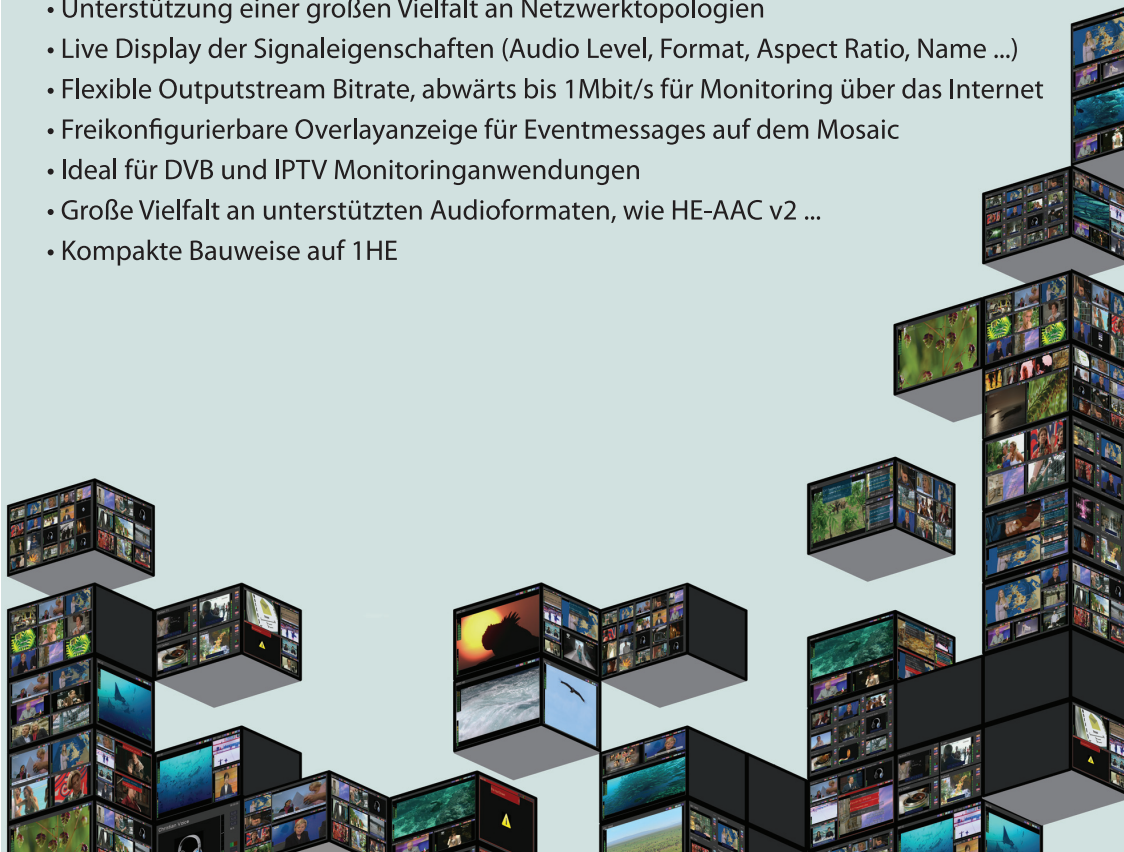 • Unterstützung einer großen Vielfalt an Netzwerktopologien
• Live Display der Signaleigenschaften (Audio Level, Format, Aspect Ratio, Name ...)
• Flexible Outputstream Bitrate, abwärts bis 1Mbit/s für Monitoring über das Internet
• Freikonfigurierbare Overlayanzeige für Eventmessages auf dem Mosaic
• Ideal für DVB und IPTV Monitoringanwendungen
• Große Vielfalt an unterstützten Audioformaten, wie HE-AAC v2 ...
• Kompakte Bauweise auf 1HE